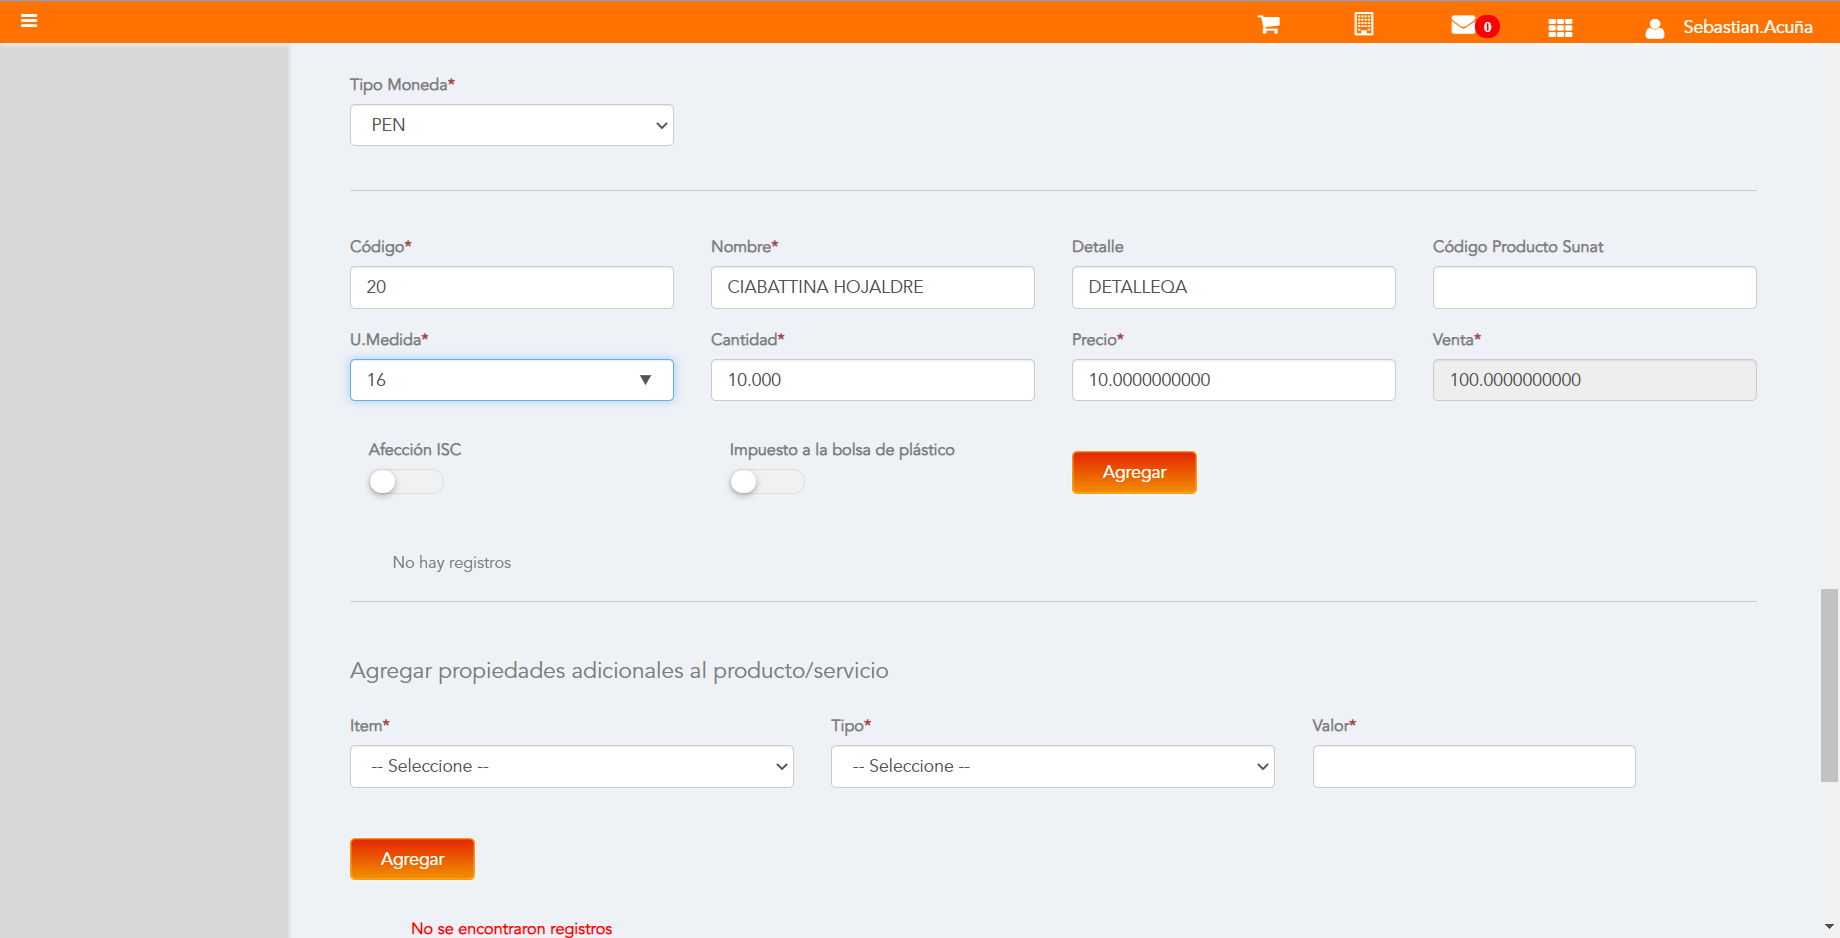 0
Sebastian.Acuña
Tipo Moneda*
PEN
Código*
Nombre*
Detalle
Código Producto Sunat
20
CIABATTINA HOJALDRE
DETALLEQA
U.Medida*
Cantidad*
Precio*
Venta*
16
10.000
10.0000000000
100.0000000000
Afección ISC
Impuesto a la bolsa de plástico
Agregar
No hay registros
Agregar propiedades adicionales al producto/servicio
Item*
Tipo*
Valor*
-- Seleccione --
-- Seleccione --
Agregar
No se encontraron registros